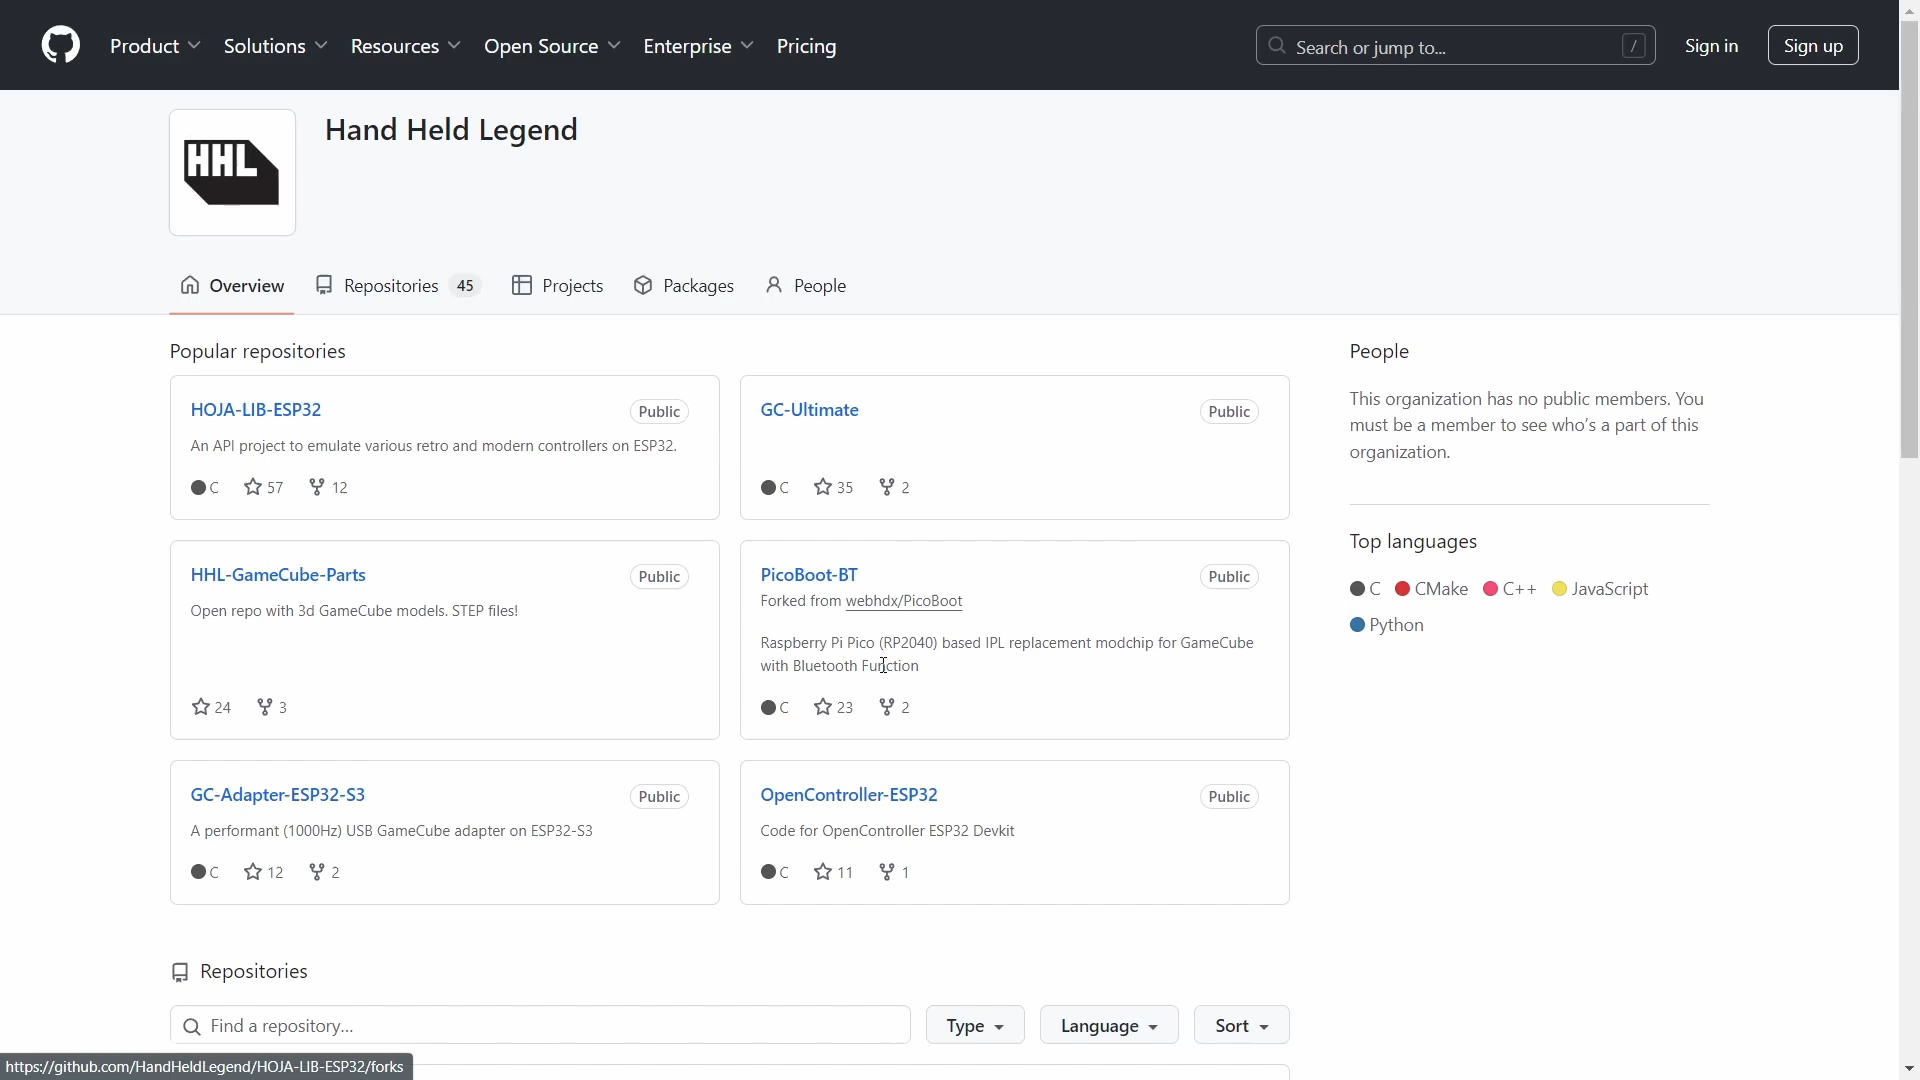 Product
Solutions
Resources
Open Source
Enterprise
Pricing
Search or jump to...
/
Sign in
Sign up
HHL
Hand Held Legend
Overview
Repositories 45
Projects
Packages
People
Popular repositories
HOJA-LIB-ESP32
Public
An API project to emulate various retro and modern controllers on ESP32.
C 57 12
GC-Ultimate
Public
C 35 2
HHL-GameCube-Parts
Public
Open repo with 3d GameCube models. STEP files!
24 3
PicoBoot-BT
Public
Forked from webhdx/PicoBoot
Raspberry Pi Pico (RP2040) based IPL replacement modchip for GameCube
with Bluetooth Function
C 23 2
GC-Adapter-ESP32-S3
Public
A performant (1000Hz) USB GameCube adapter on ESP32-S3
C 12 2
OpenController-ESP32
Public
Code for OpenController ESP32 Devkit
C 11 1
People
This organization has no public members. You
must be a member to see who's a part of this
organization.
Top languages
C CMake C++ JavaScript
Python
Repositories
Find a repository...
Type
Language
Sort
https://github.com/HandHeldLegend/HOJA-LIB-ESP32/forks